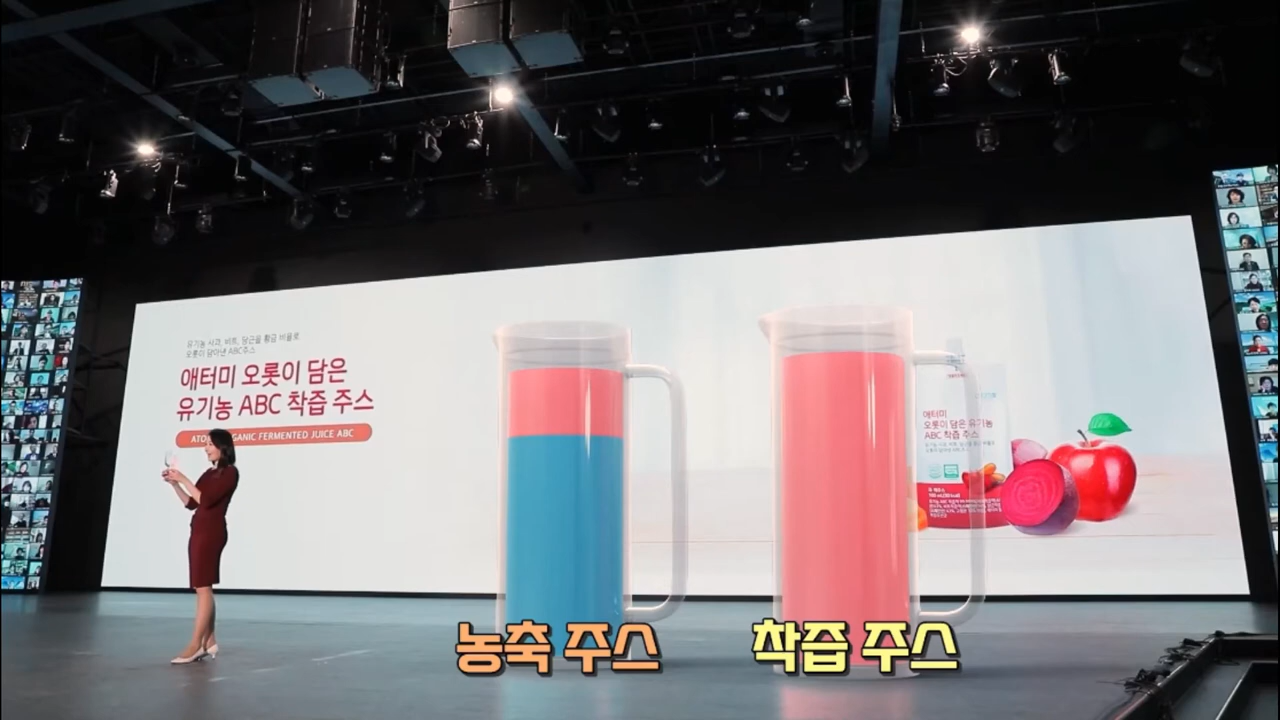 유기농 사과, 비트, 당근을 황금 비율로
오롯이 담아낸 ABC주스
애터미 오롯이 담은
유기농 ABC 착즙 주스
ORGANIC FERMENTED JUICE ABC
애터미
오롯이 담은 유기농
ABC 착즙 주스
농축 주스
착즙 주스